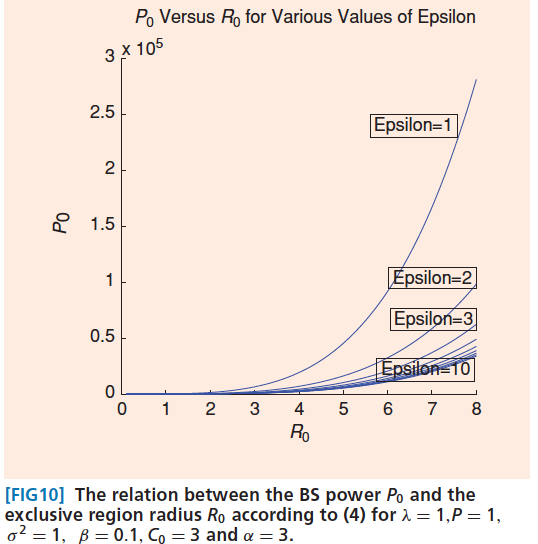 P₀ Versus R₀ for Various Values of Epsilon
3 x 10⁵
2.5
Epsilon=1
2
P₀
1.5
1
Epsilon=2
Epsilon=3
0.5
Epsilon=10
0
0 1 2 3 4 5 6 7 8
R₀
[FIG10] The relation between the BS power P₀ and the
exclusive region radius R₀ according to (4) for λ = 1,P = 1,
σ² = 1, β = 0.1, C₀ = 3 and α = 3.